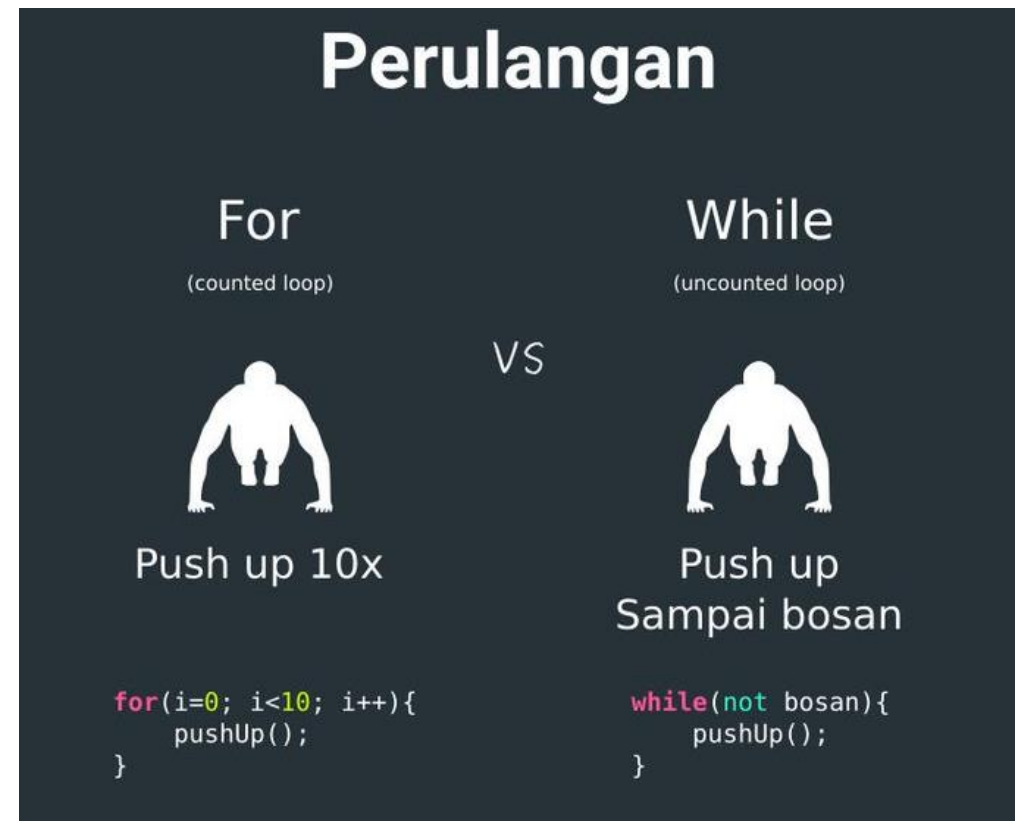 Perulangan
For
(counted loop)
VS
Push up 10x
for(i=0; i<10; i++){
    pushUp();
}
While
(uncounted loop)
Push up
Sampai bosan
while(not bosan){
    pushUp();
}